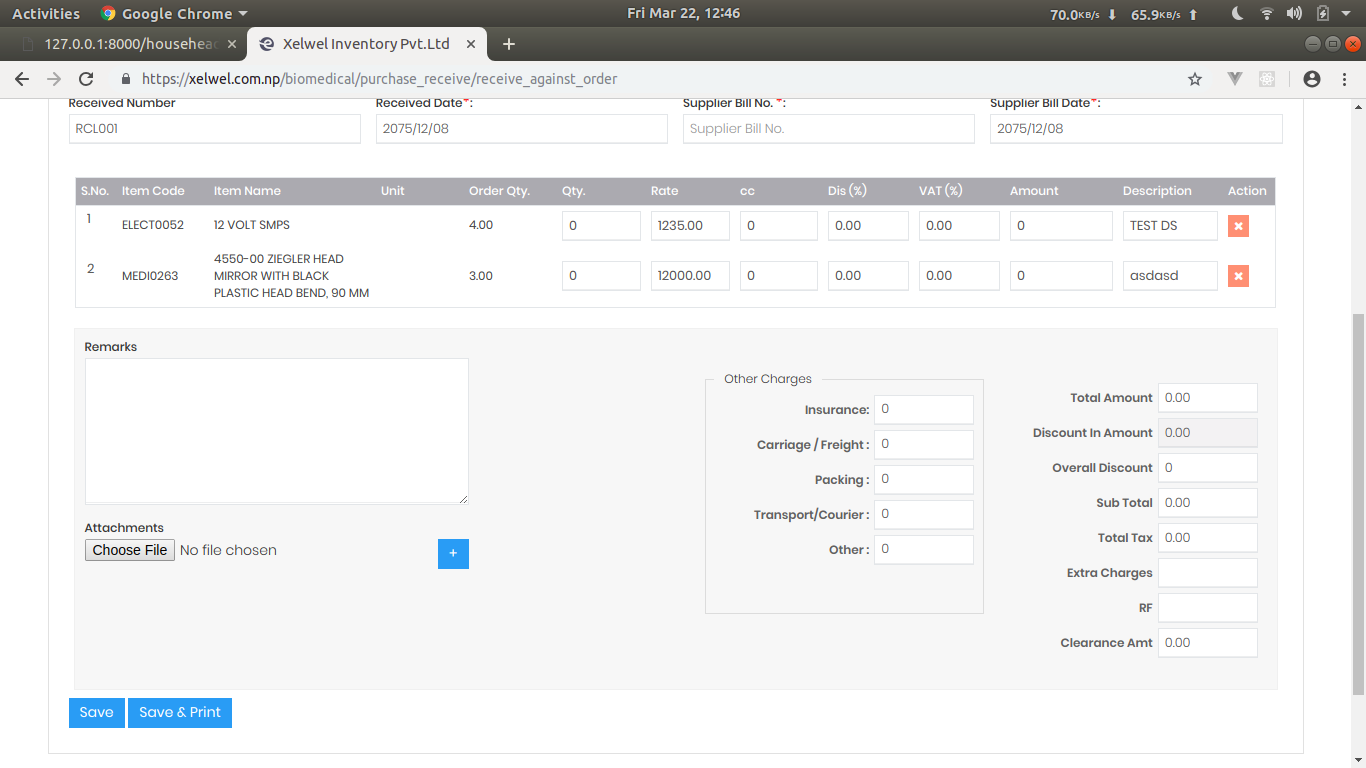 Activities Google Chrome Fri Mar 22, 12:46 70.0KB/s 65.9KB/s
127.0.0.1:8000/househea Xelwel Inventory Pvt.Ltd
https://xelwel.com.np/biomedical/purchase_receive/receive_against_order
Received Number Received Date*: Supplier Bill No. *: Supplier Bill Date*:
RCL001 2075/12/08 Supplier Bill No. 2075/12/08
S.No. Item Code Item Name Unit Order Qty. Qty. Rate cc Dis (%) VAT (%) Amount Description Action
1 ELECT0052 12 VOLT SMPS 4.00 0 1235.00 0 0.00 0.00 0 TEST DS
2 MEDI0263 4550-00 ZIEGLER HEAD
MIRROR WITH BLACK 3.00 0 12000.00 0 0.00 0.00 0 asdasd
PLASTIC HEAD BEND, 90 MM
Remarks
Other Charges
Insurance: 0
Carriage / Freight : 0
Packing : 0
Transport/Courier : 0
Other : 0
Total Amount 0.00
Discount In Amount 0.00
Overall Discount 0
Sub Total 0.00
Total Tax 0.00
Extra Charges
RF
Clearance Amt 0.00
Attachments
Choose File No file chosen +
Save Save & Print